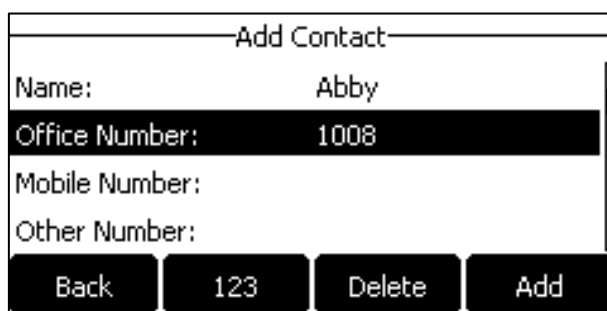 Add Contact
Name: Abby
Office Number: 1008
Mobile Number:
Other Number:
Back 123 Delete Add